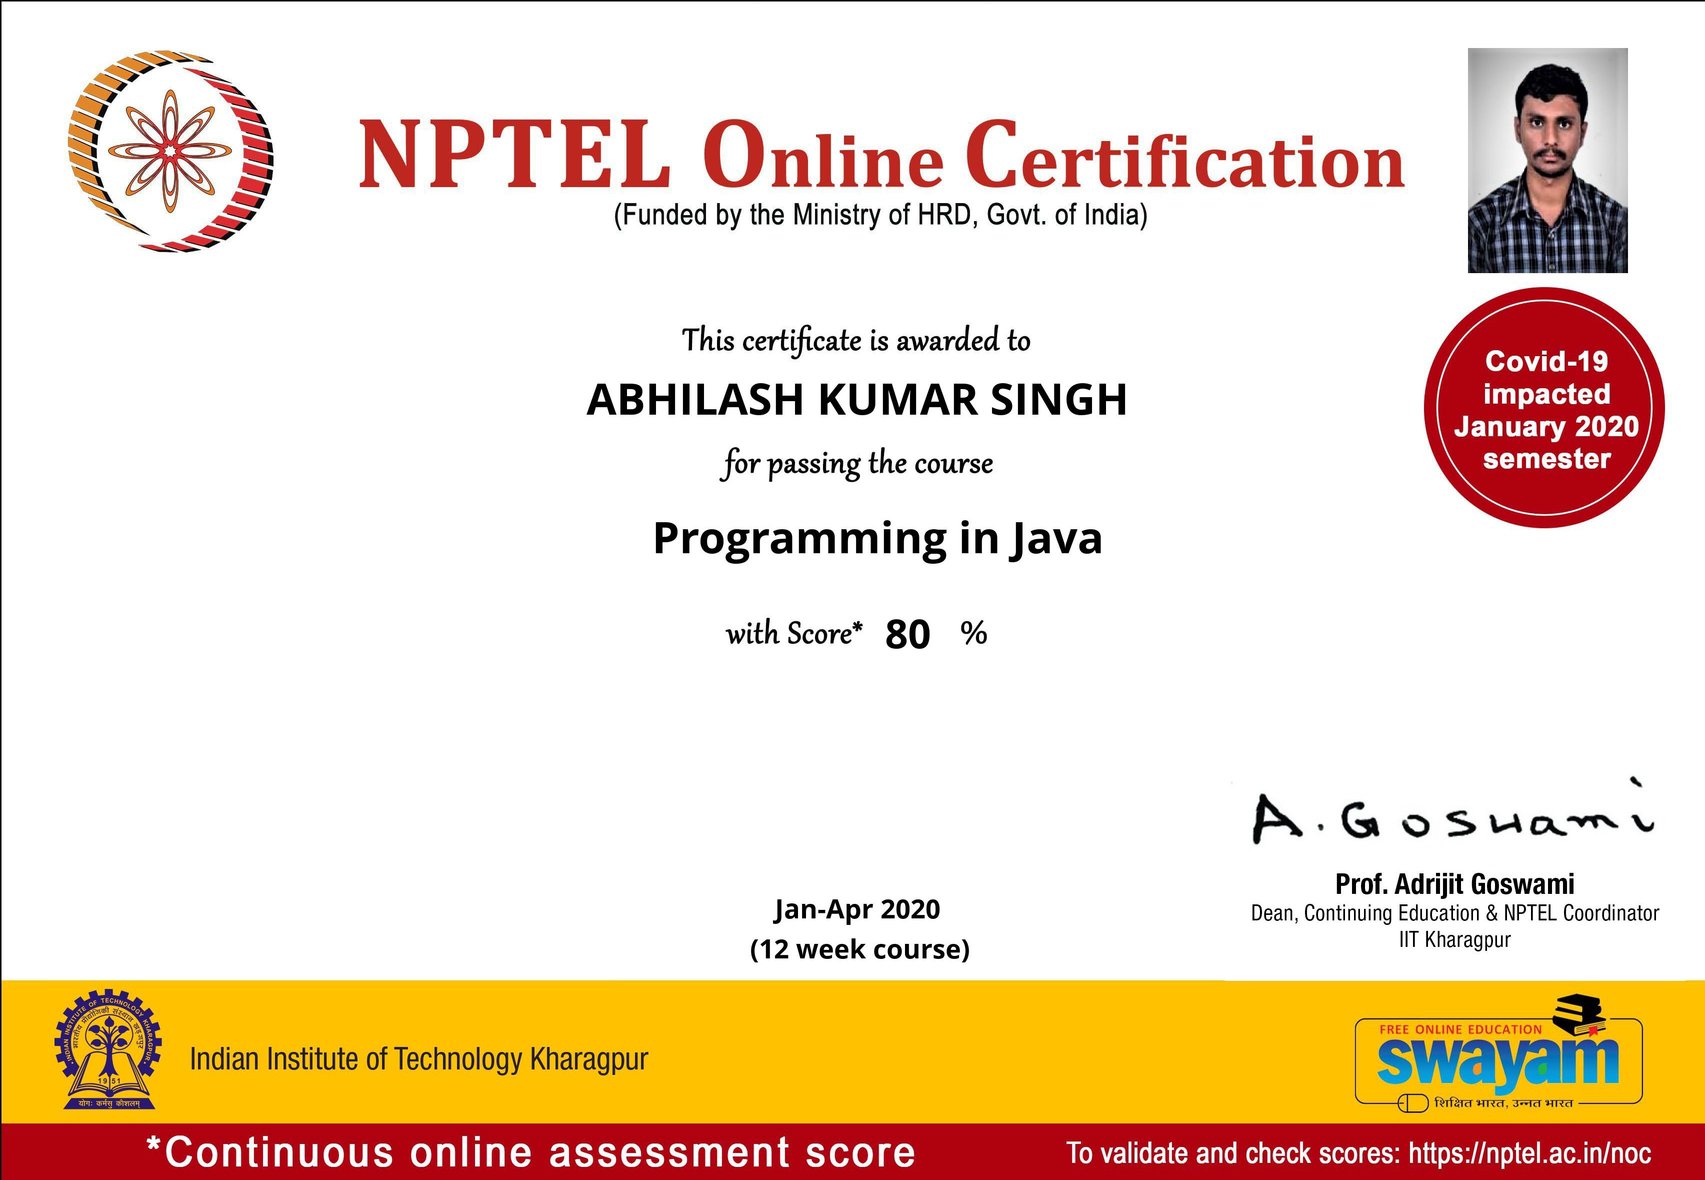 NPTEL Online Certification
(Funded by the Ministry of HRD, Govt. of India)
This certificate is awarded to
ABHILASH KUMAR SINGH
for passing the course
Programming in Java
with Score* 80 %
Covid-19
impacted
January 2020
semester
A. Goswami
Prof. Adrijit Goswami
Dean, Continuing Education & NPTEL Coordinator
IIT Kharagpur
Jan-Apr 2020
(12 week course)
INDIAN INSTITUTE OF TECHNOLOGY KHARAGPUR
भारतीय प्रौद्योगिकी संस्थान खड़गपुर
1951
योगः कर्मसु कौशलम्
Indian Institute of Technology Kharagpur
FREE ONLINE EDUCATION
swayam
शिक्षित भारत, उन्नत भारत
*Continuous online assessment score
To validate and check scores: https://nptel.ac.in/noc